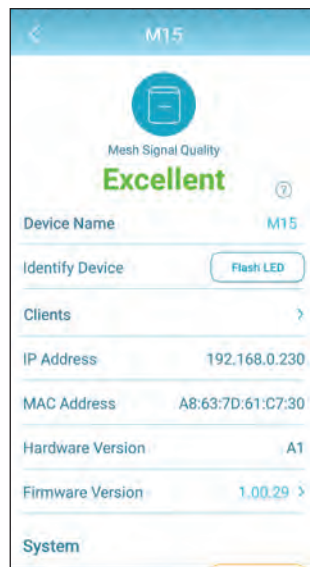 M15
Mesh Signal Quality
Excellent
?
Device Name M15
Identify Device Flash LED
Clients >
IP Address 192.168.0.230
MAC Address A8:63:7D:61:C7:30
Hardware Version A1
Firmware Version 1.00.29 >
System